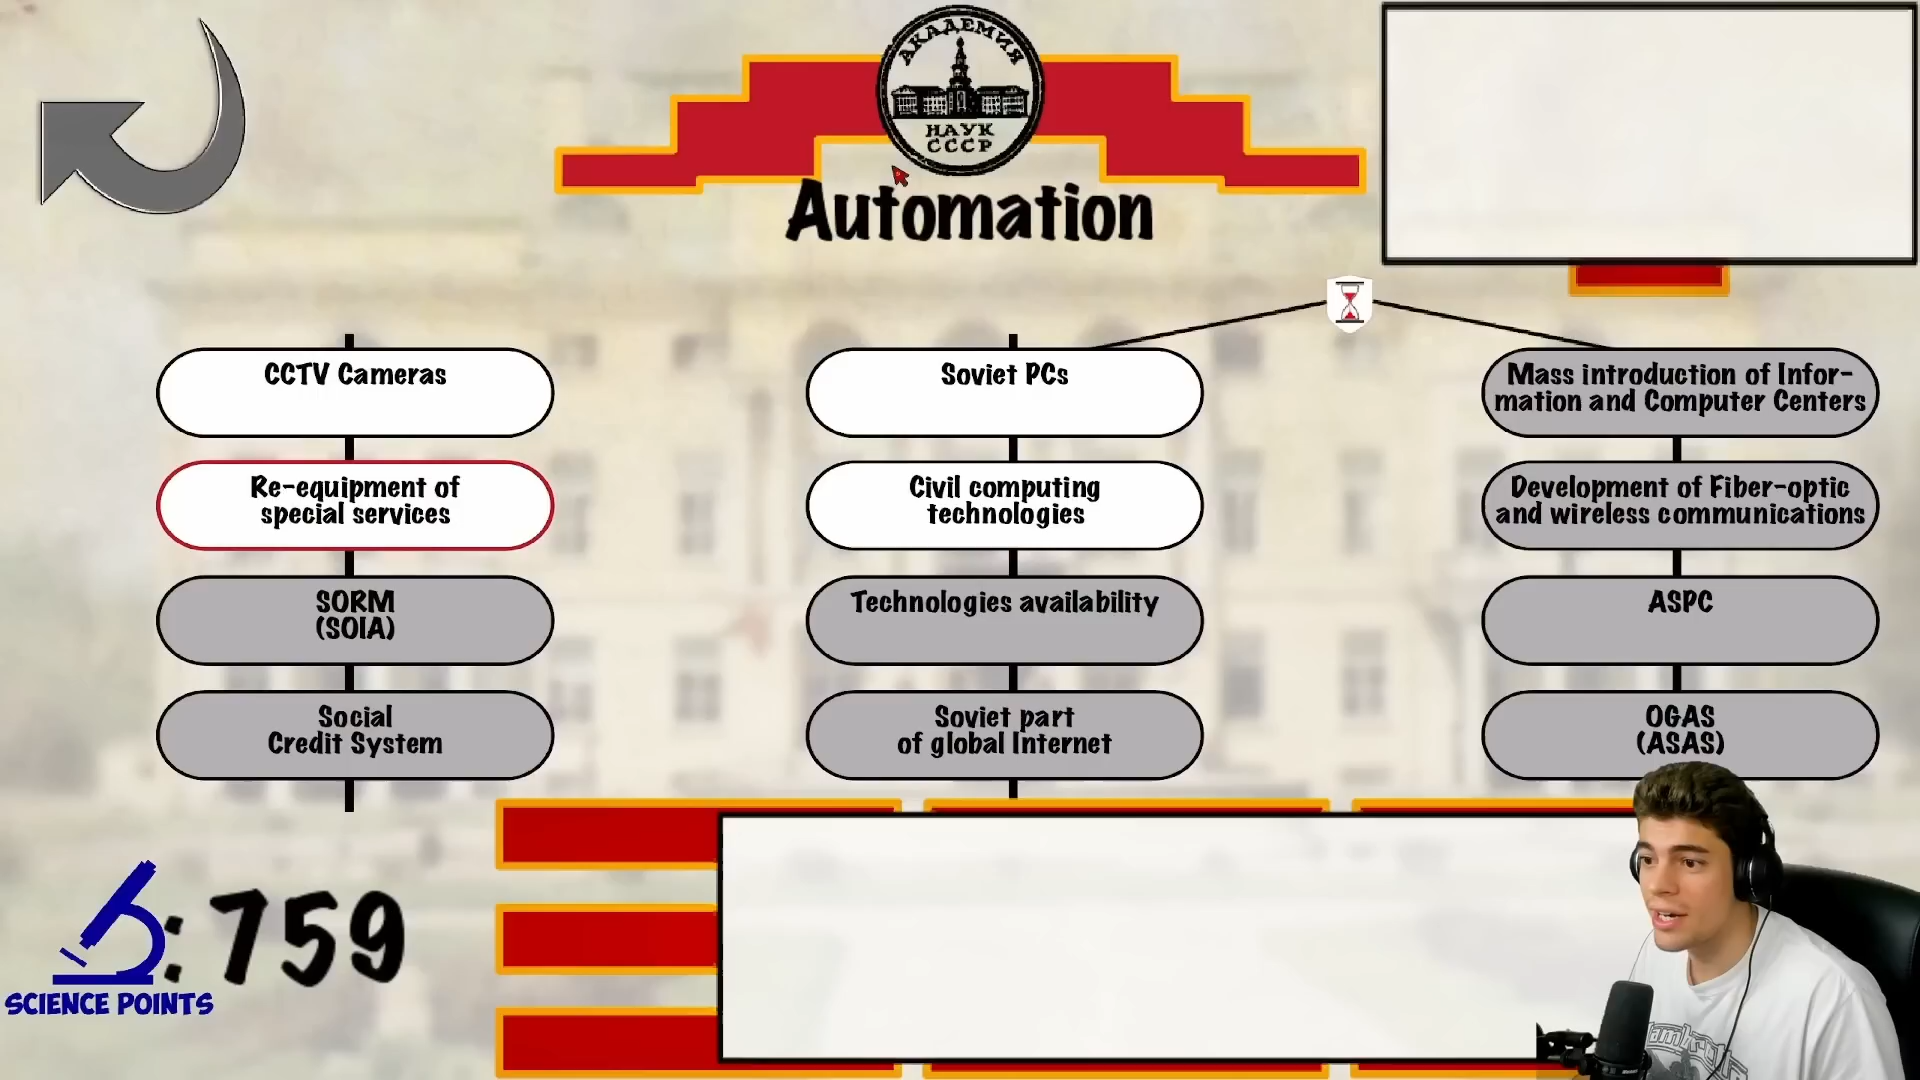 АКАДЕМИЯ
НАУК
СССР
Automation
CCTV Cameras
Soviet PCs
Mass introduction of Infor-
mation and Computer Centers
Re-equipment of
special services
Civil computing
technologies
Development of Fiber-optic
and wireless communications
SORM
(SOIA)
Technologies availability
ASPC
Social
Credit System
Soviet part
of global Internet
OGAS
(ASAS)
:759
SCIENCE POINTS